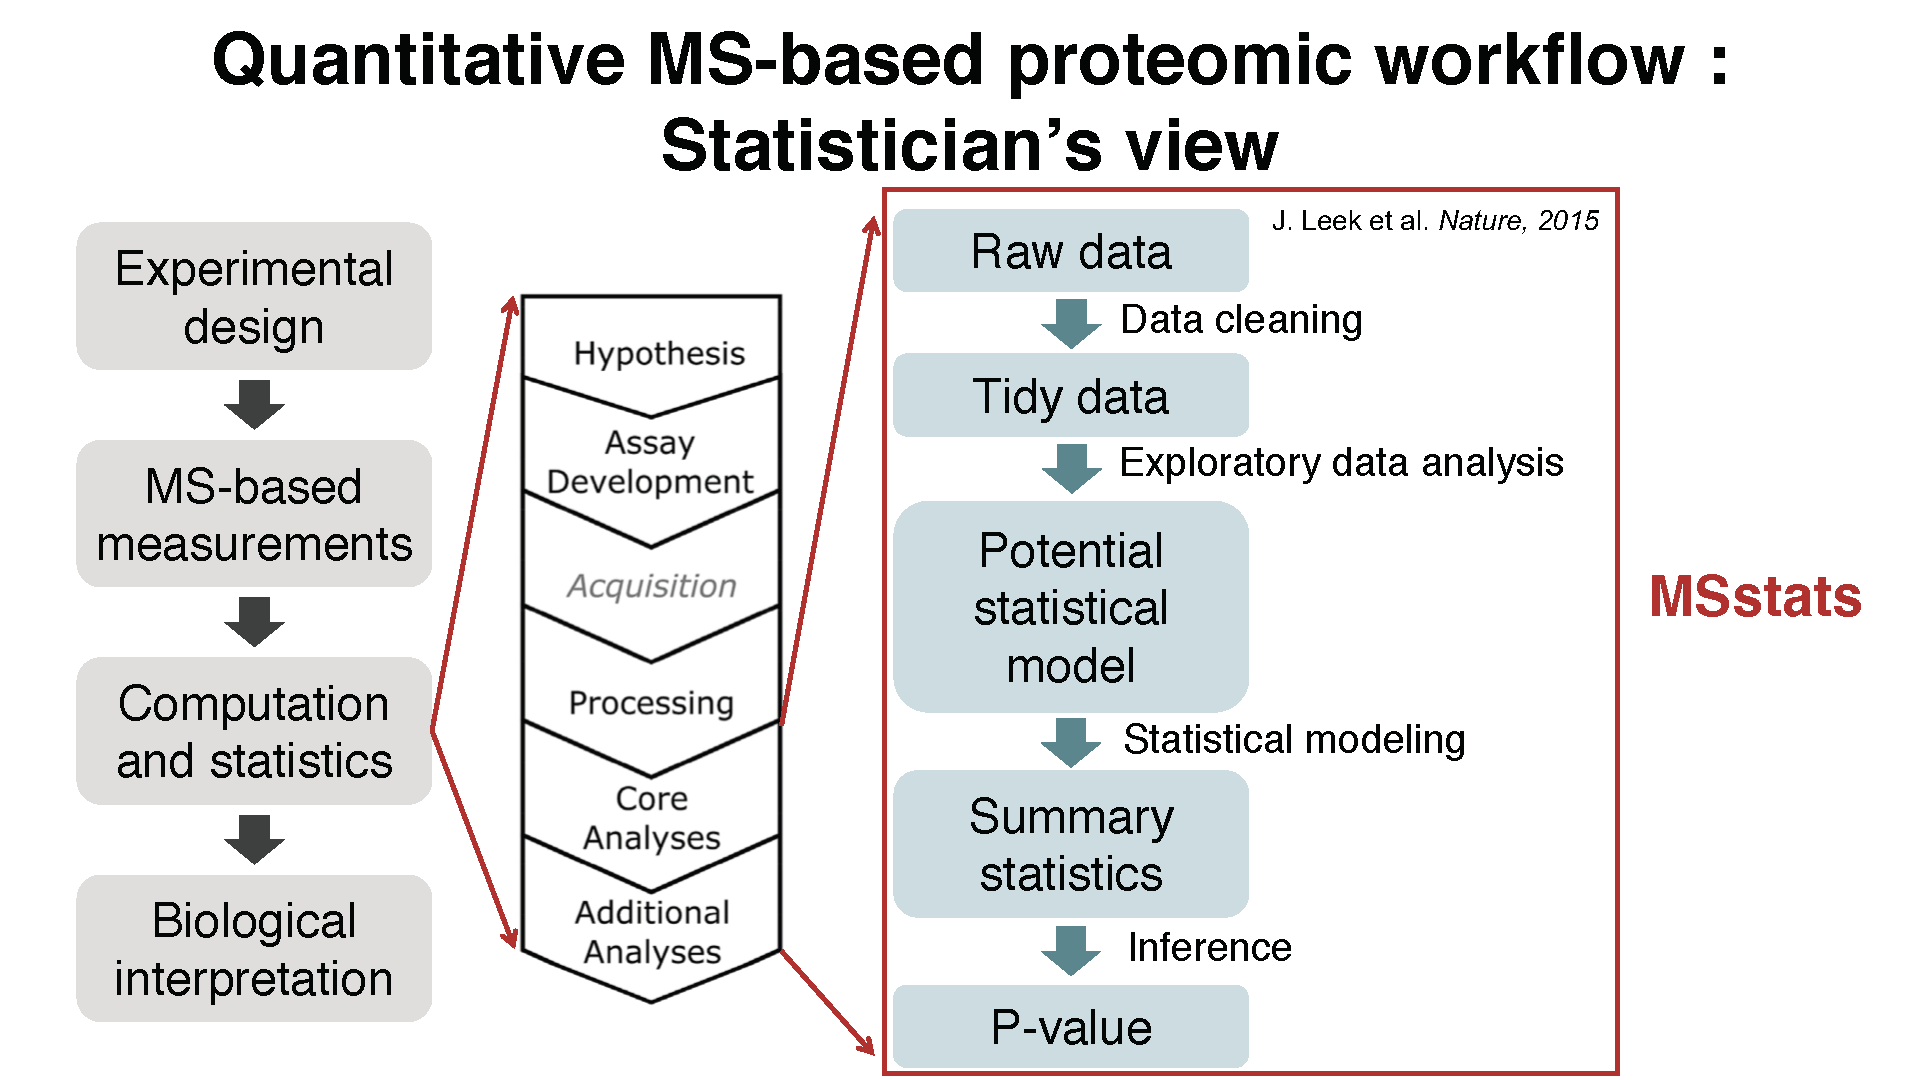 Quantitative MS-based proteomic workflow :
Statistician’s view
Experimental
design
MS-based
measurements
Computation
and statistics
Biological
interpretation
Hypothesis
Assay
Development
Acquisition
Processing
Core
Analyses
Additional
Analyses
J. Leek et al. Nature, 2015
Raw data
Data cleaning
Tidy data
Exploratory data analysis
Potential
statistical
model
Statistical modeling
Summary
statistics
Inference
P-value
MSstats